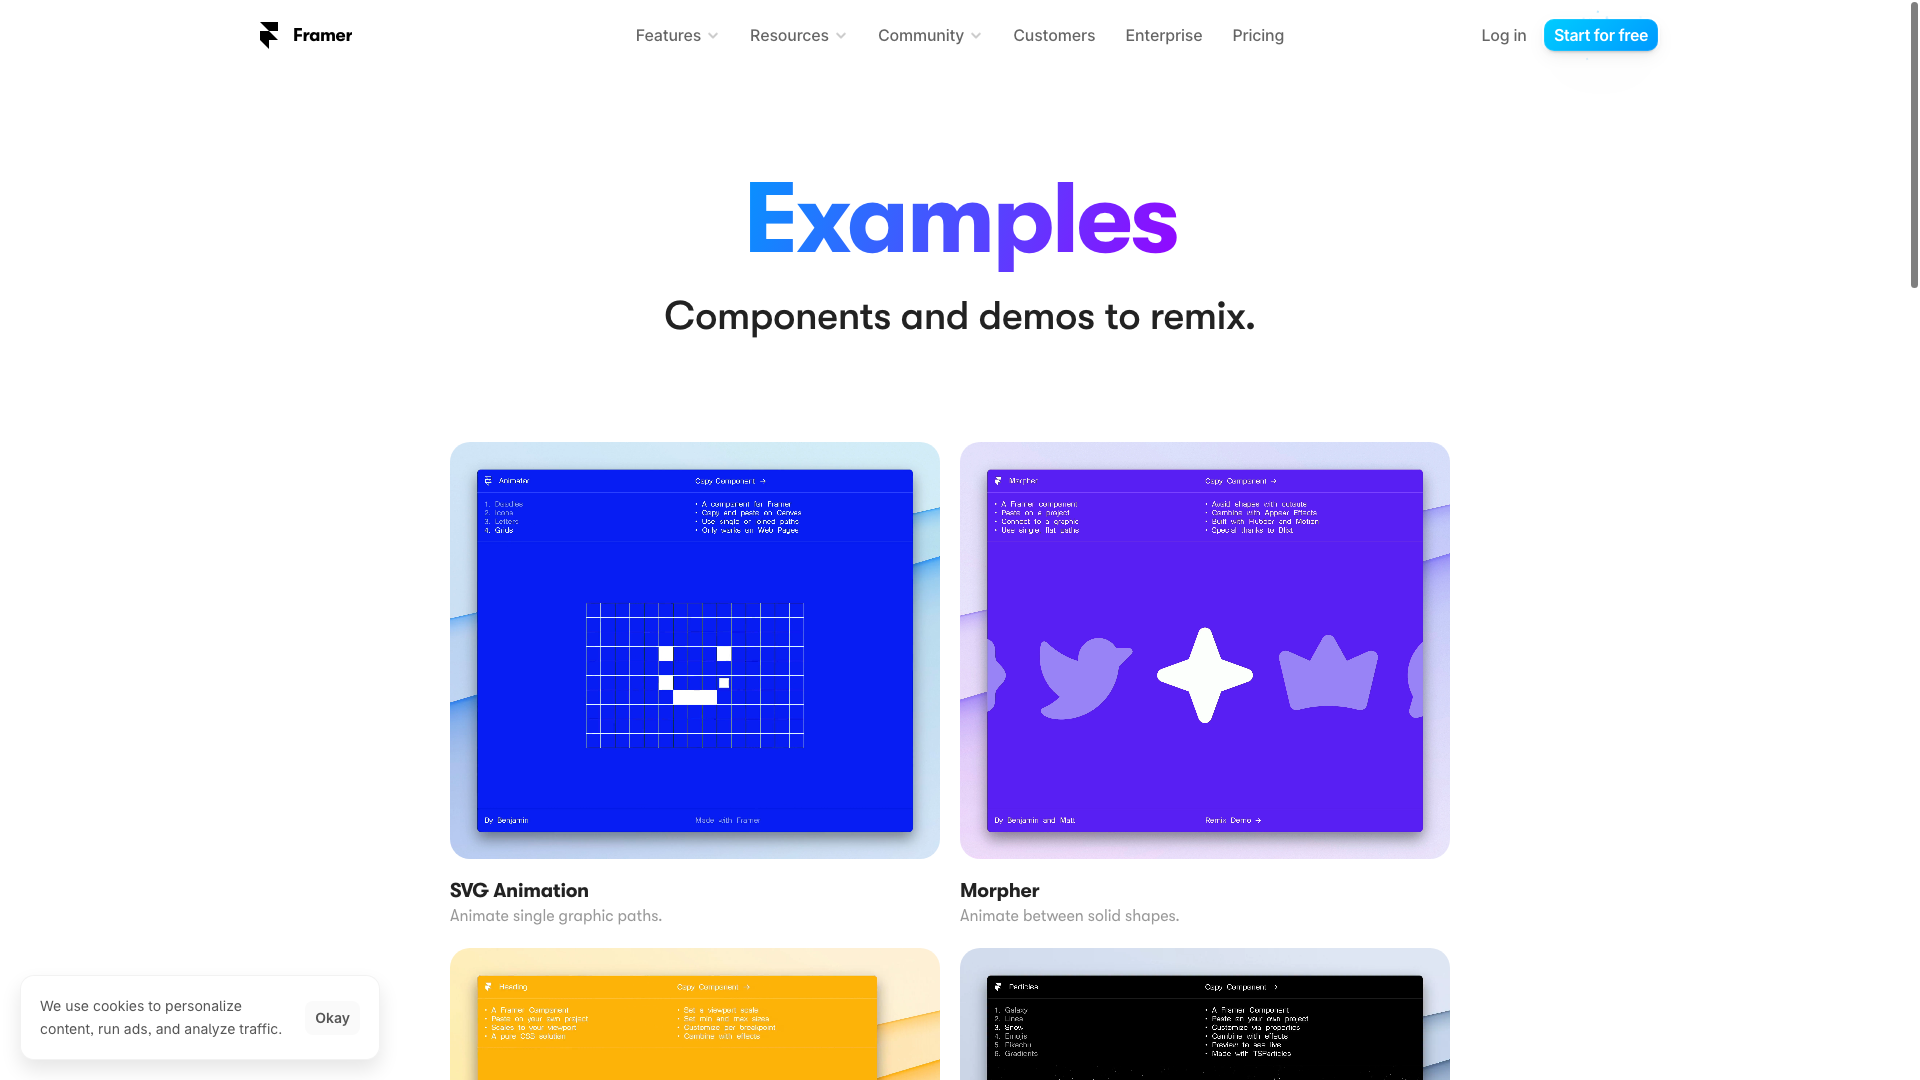 Framer
Features
Resources
Community
Customers
Enterprise
Pricing
Log in
Start for free
Examples
Components and demos to remix.
Animator
Copy Component →
1. Doodles
2. Icons
3. Letters
4. Grids
• A component for Framer
• Copy and paste on Canvas
• Use single or joined paths
• Only works on Web Pages
By Benjamin
Made with Framer
SVG Animation
Animate single graphic paths.
Morpher
Copy Component →
• A Framer component
• Paste on a project
• Connect to a graphic
• Use single, flat paths
• Avoid shapes with cutouts
• Combine with Appear Effects
• Built with Flubber and Motion
• Special thanks to
By Benjamin and Matt
Remix Demo →
Morpher
Animate between solid shapes.
Heading
Copy Component →
• A Framer Component
• Paste on your own project
• Scales to your viewport
• A pure CSS solution
• Set a viewport scale
• Set min and max sizes
• Customize per breakpoint
• Combine with effects
Particles
Copy Component →
1. Galaxy
2. Lines
3. Snow
4. Emojis
5. Pikachu
6. Gradients
• A Framer Component
• Paste on your own project
• Customize via properties
• Combine with effects
• Preview to see live
• Made with TSParticles
We use cookies to personalize
content, run ads, and analyze traffic.
Okay